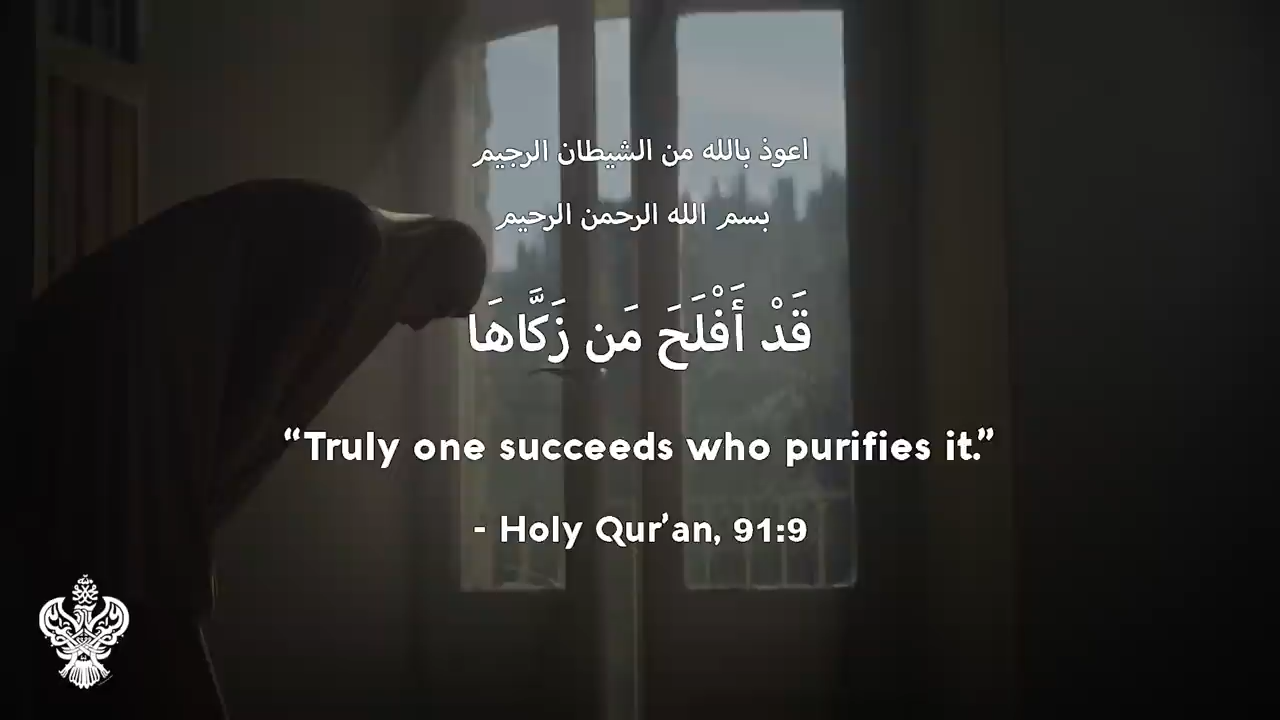 اعوذ بالله من الشيطان الرجيم
بسم الله الرحمن الرحيم
قَدْ أَفْلَحَ مَن زَكَّاهَا
“Truly one succeeds who purifies it.”
- Holy Qur’an, 91:9